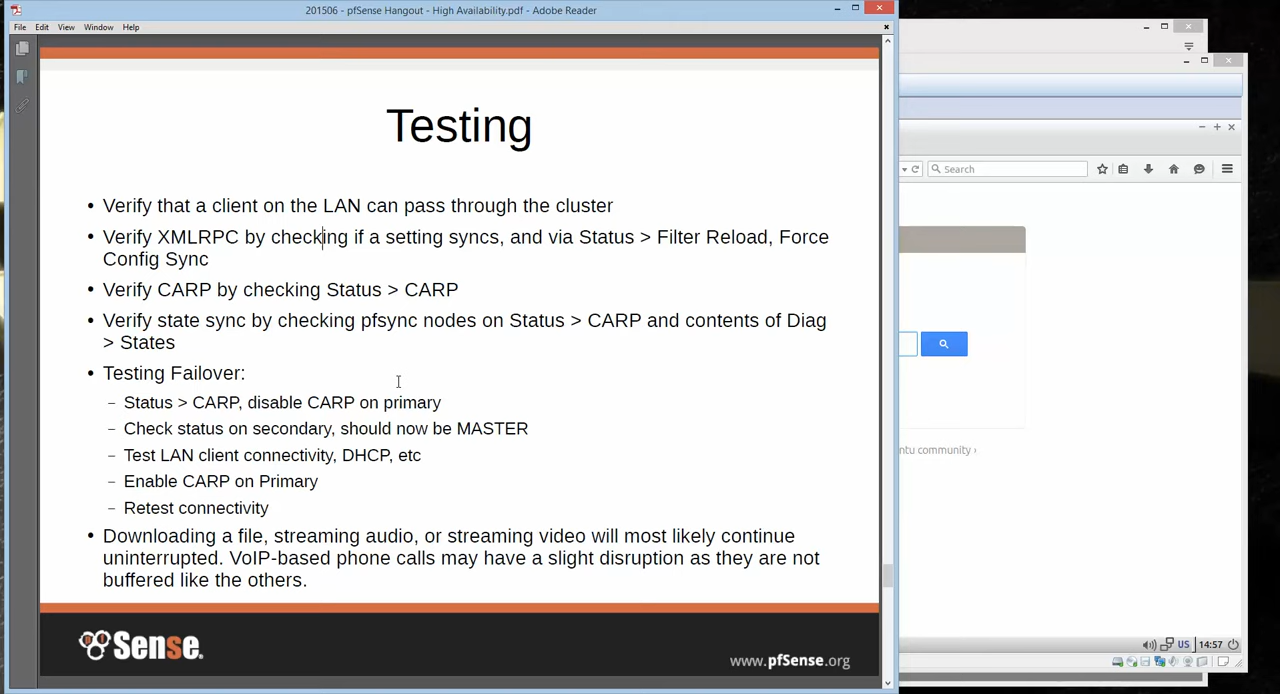 201506 - pfSense Hangout - High Availability.pdf - Adobe Reader
File Edit View Window Help
Testing
• Verify that a client on the LAN can pass through the cluster
• Verify XMLRPC by checking if a setting syncs, and via Status > Filter Reload, Force
Config Sync
• Verify CARP by checking Status > CARP
• Verify state sync by checking pfsync nodes on Status > CARP and contents of Diag
> States
• Testing Failover:
– Status > CARP, disable CARP on primary
– Check status on secondary, should now be MASTER
– Test LAN client connectivity, DHCP, etc
– Enable CARP on Primary
– Retest connectivity
• Downloading a file, streaming audio, or streaming video will most likely continue
uninterrupted. VoIP-based phone calls may have a slight disruption as they are not
buffered like the others.
Sense
www.pfSense.org
Search
ntu community ›
US 14:57